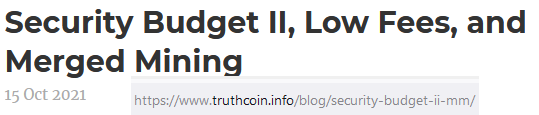 Security Budget II, Low Fees, and
Merged Mining
15 Oct 2021
https://www.truthcoin.info/blog/security-budget-ii-mm/